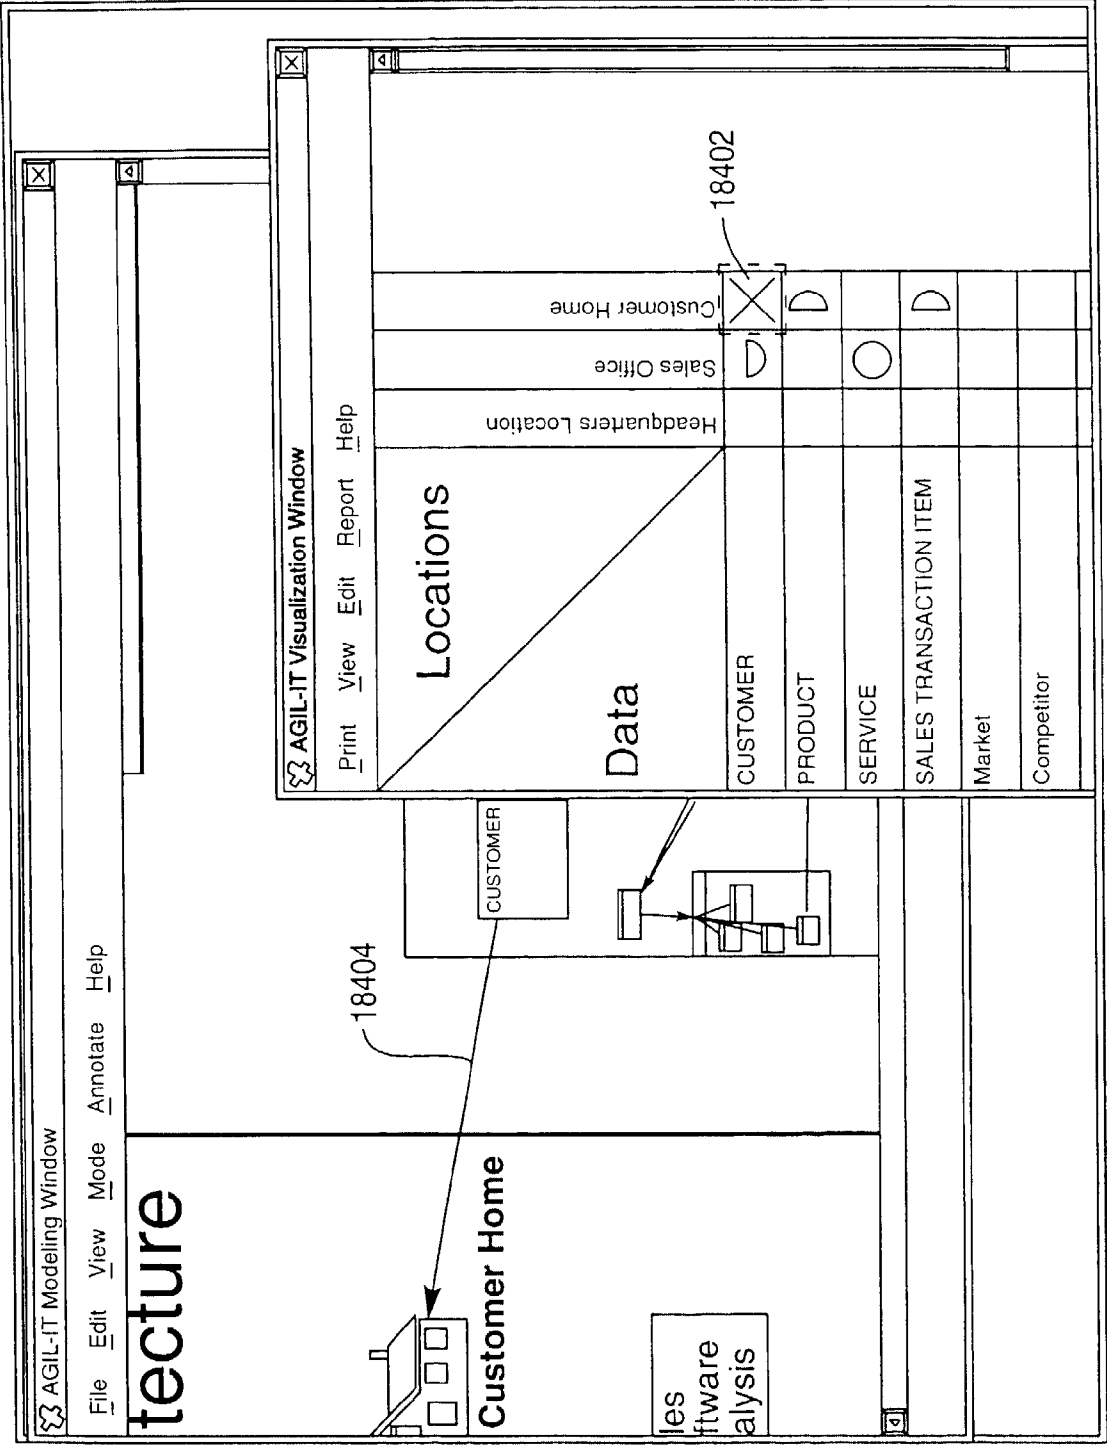 AGIL-IT Modeling Window
File Edit View Mode Annotate Help
tecture
Customer Home
les
ftware
alysis
18404
CUSTOMER
AGIL-IT Visualization Window
Print View Edit Report Help
Locations
Data
Headquarters Location
Sales Office
Customer Home
18402
CUSTOMER
PRODUCT
SERVICE
SALES TRANSACTION ITEM
Market
Competitor